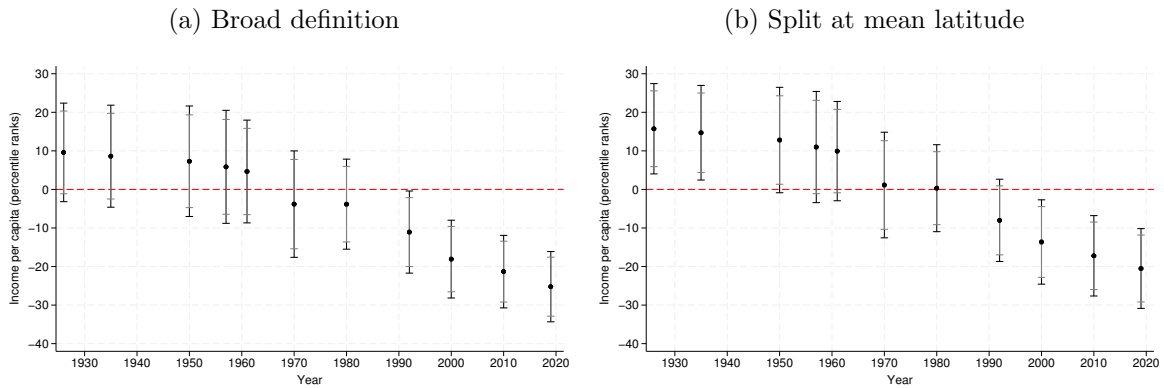 (a) Broad definition
(b) Split at mean latitude
Income per capita (percentile ranks)
30
20
10
0
−10
−20
−30
−40
1930 1940 1950 1960 1970 1980 1990 2000 2010 2020
Year
Income per capita (percentile ranks)
30
20
10
0
−10
−20
−30
−40
1930 1940 1950 1960 1970 1980 1990 2000 2010 2020
Year